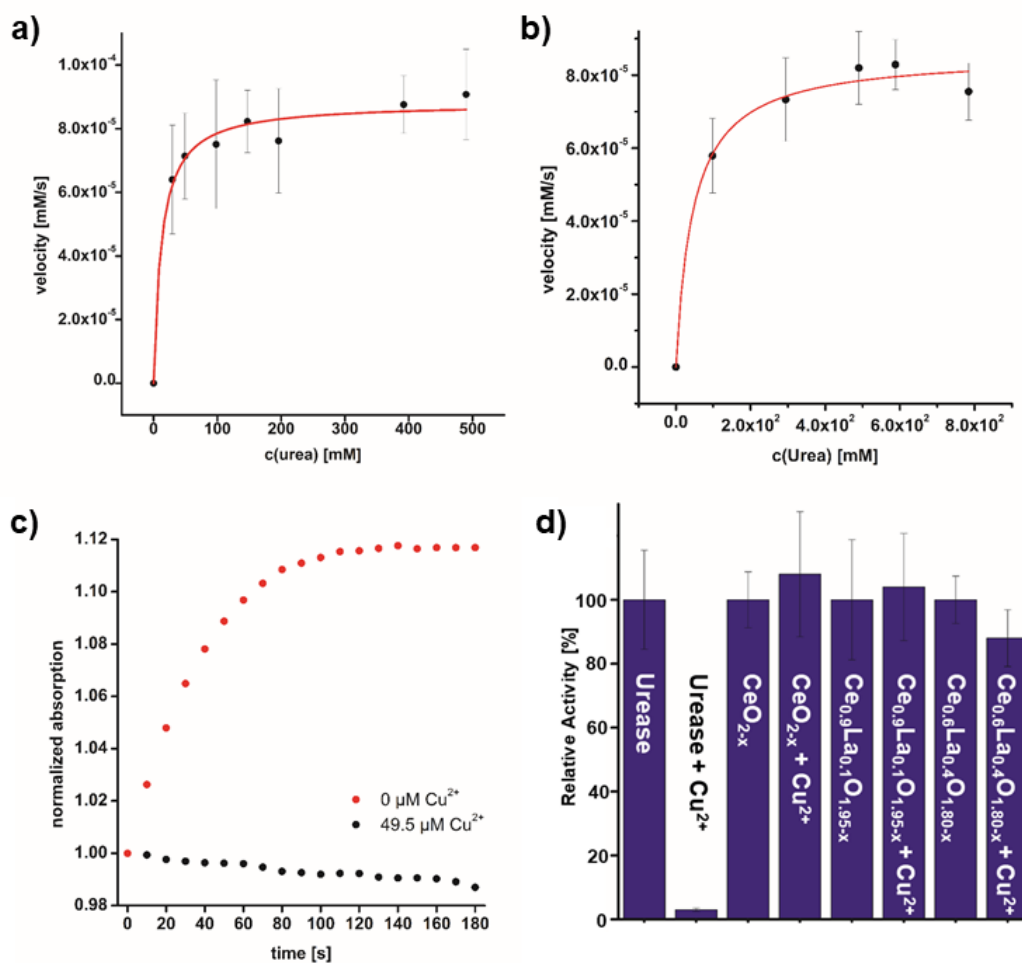 a)
1.0x10⁻⁴
8.0x10⁻⁵
6.0x10⁻⁵
4.0x10⁻⁵
2.0x10⁻⁵
0.0
velocity [mM/s]
0 100 200 300 400 500
c(urea) [mM]
b)
8.0x10⁻⁵
6.0x10⁻⁵
4.0x10⁻⁵
2.0x10⁻⁵
0.0
velocity [mM/s]
0.0 2.0x10² 4.0x10² 6.0x10² 8.0x10²
c(Urea) [mM]
c)
1.12
1.10
1.08
1.06
1.04
1.02
1.00
0.98
normalized absorption
0 µM Cu²⁺
49.5 µM Cu²⁺
0 20 40 60 80 100 120 140 160 180
time [s]
d)
100
80
60
40
20
0
Relative Activity [%]
Urease
Urease + Cu²⁺
CeO₂₋ₓ
CeO₂₋ₓ + Cu²⁺
Ce₀.₉La₀.₁O₁.₉₅₋ₓ
Ce₀.₉La₀.₁O₁.₉₅₋ₓ + Cu²⁺
Ce₀.₆La₀.₄O₁.₈₀₋ₓ
Ce₀.₆La₀.₄O₁.₈₀₋ₓ + Cu²⁺